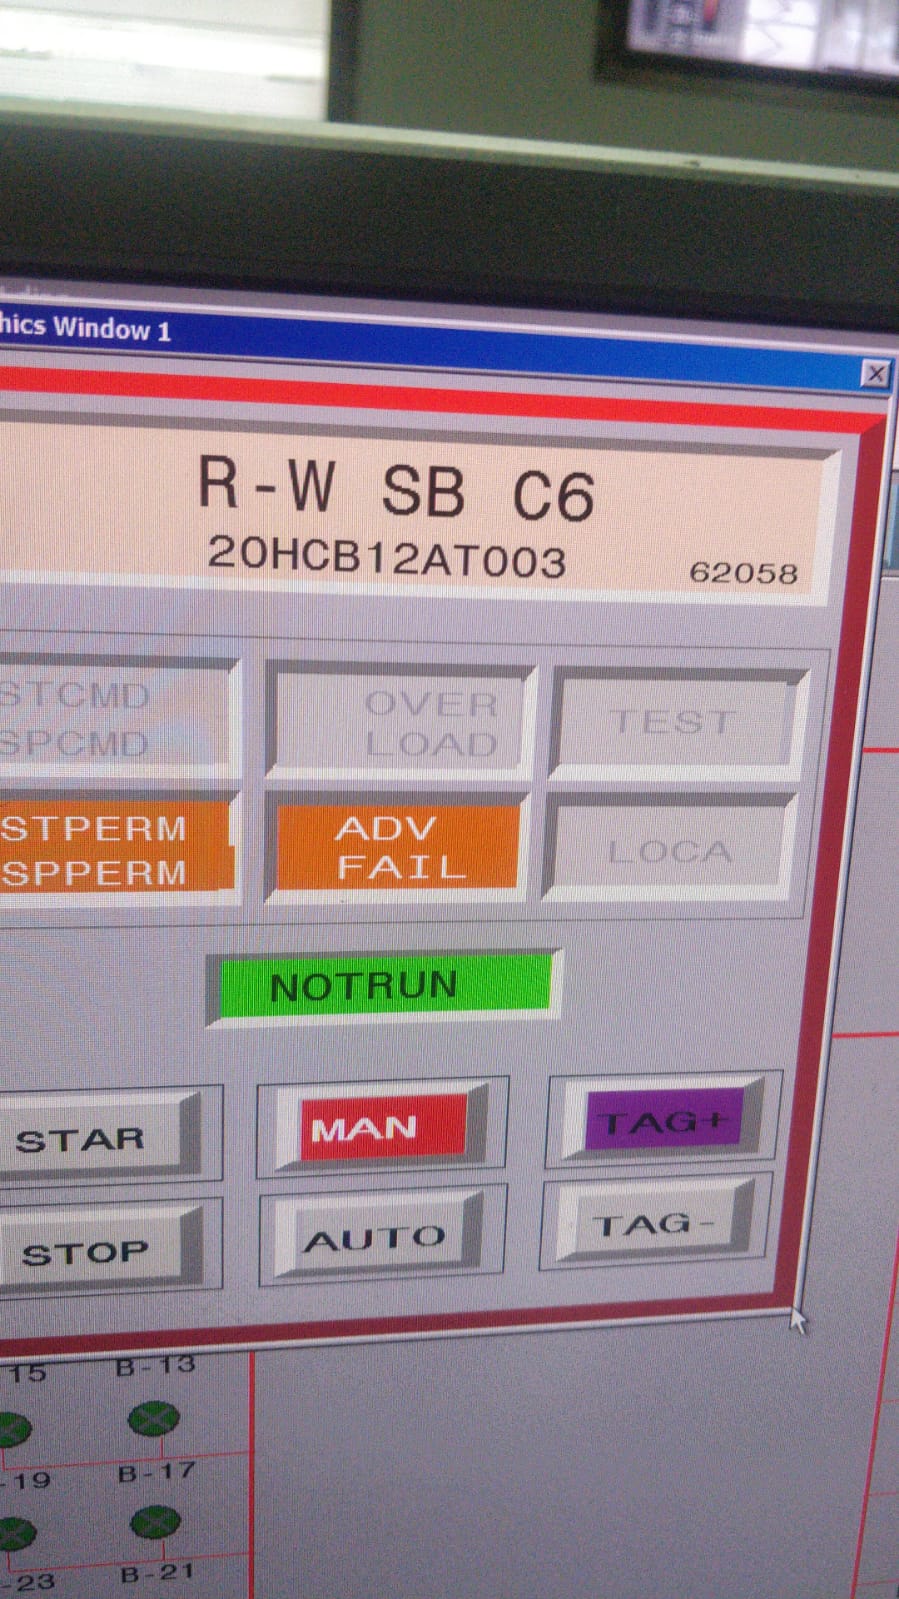 hics Window 1
R-W SB C6
20HCB12AT003
62058
STCMD
SPCMD
OVER
LOAD
TEST
STPERM
SPPERM
ADV
FAIL
LOCA
NOTRUN
STAR
MAN
TAG+
STOP
AUTO
TAG-
15 B-13
-19 B-17
-23 B-21